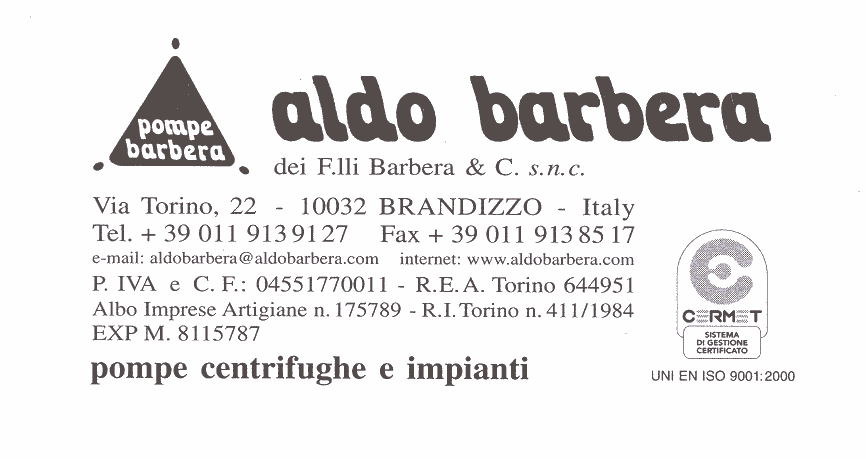 pompe
barbera
aldo barbera
dei F.lli Barbera & C. s.n.c.
Via Torino, 22 - 10032 BRANDIZZO - Italy
Tel. + 39 011 913 91 27 Fax + 39 011 913 85 17
e-mail: aldobarbera@aldobarbera.com internet: www.aldobarbera.com
P. IVA e C. F.: 04551770011 - R.E.A. Torino 644951
Albo Imprese Artigiane n. 175789 - R.I. Torino n. 411/1984
EXP M. 8115787
pompe centrifughe e impianti
CERMET
SISTEMA
DI GESTIONE
CERTIFICATO
UNI EN ISO 9001:2000